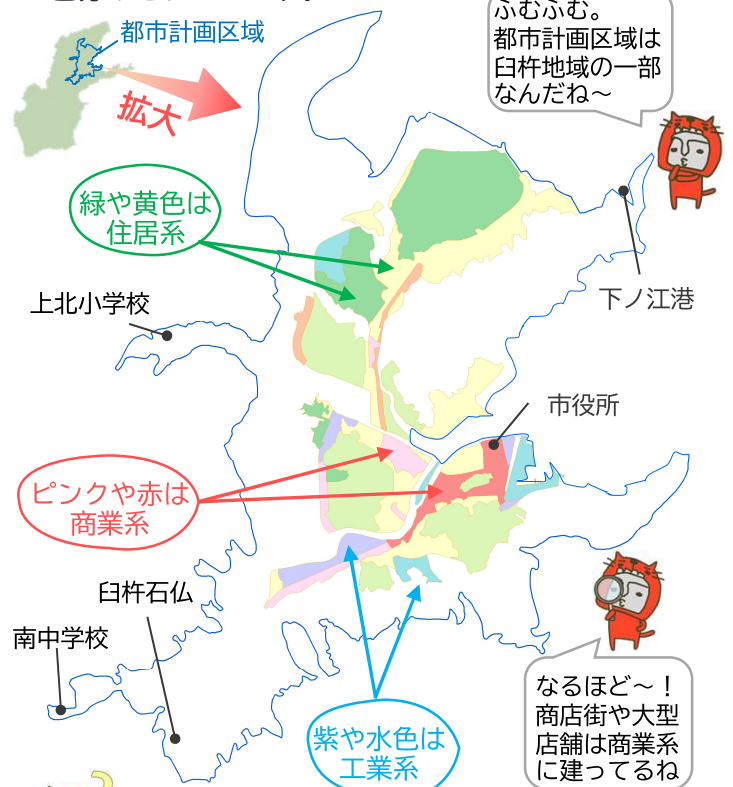 都市計画区域
拡大
ふむふむ。
都市計画区域は
臼杵地域の一部
なんだね～
緑や黄色は
住居系
下ノ江港
上北小学校
市役所
ピンクや赤は
商業系
臼杵石仏
南中学校
紫や水色は
工業系
なるほど～！
商店街や大型
店舗は商業系
に建ってるね